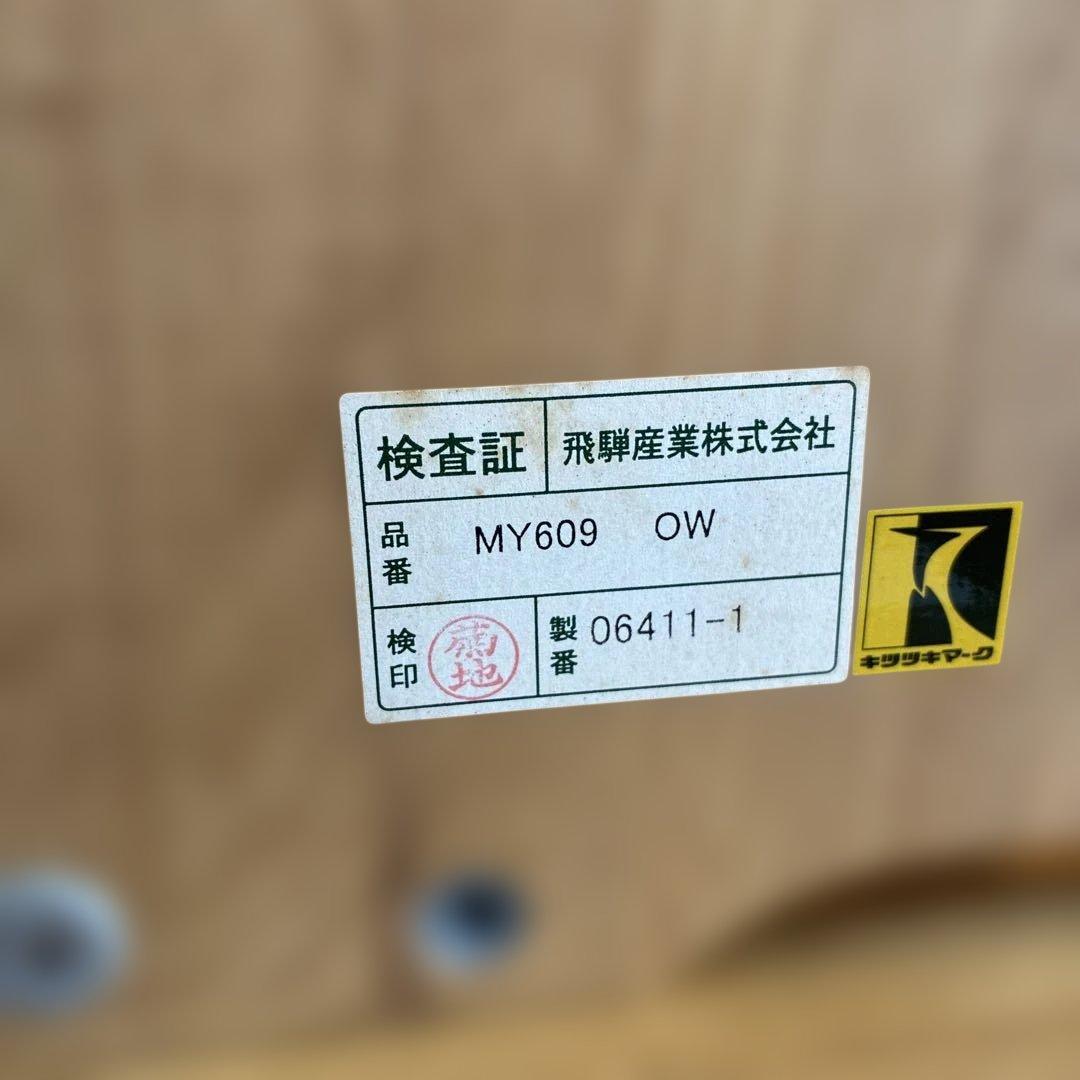 検査証
飛騨産業株式会社
品番
MY609 OW
検印
製番
06411-1
キツツキマーク